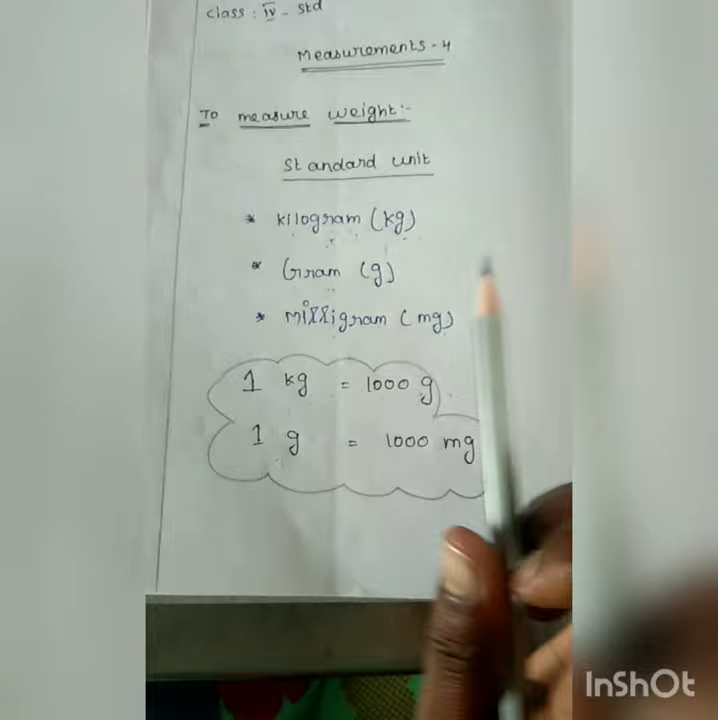 class : IV - std
Measurements - 4
To measure weight :-
Standard unit
* kilogram (kg)
* Gram (g)
* Milligram (mg)
1 kg = 1000 g
1 g = 1000 mg
InShOt